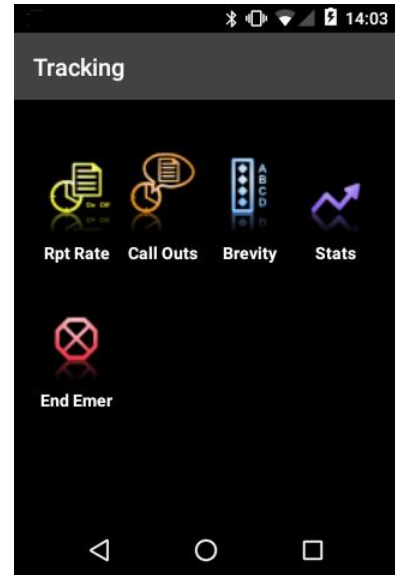 14:03
Tracking
A
B
C
D
Rpt Rate
Call Outs
Brevity
Stats
End Emer